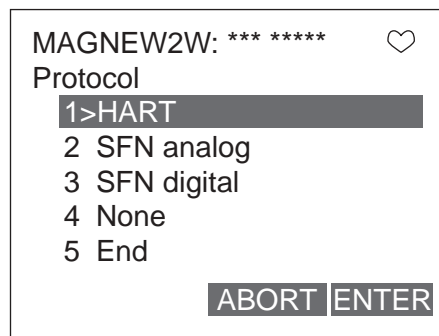 MAGNEW2W: *** *****
Protocol
1>HART
2 SFN analog
3 SFN digital
4 None
5 End
ABORT ENTER